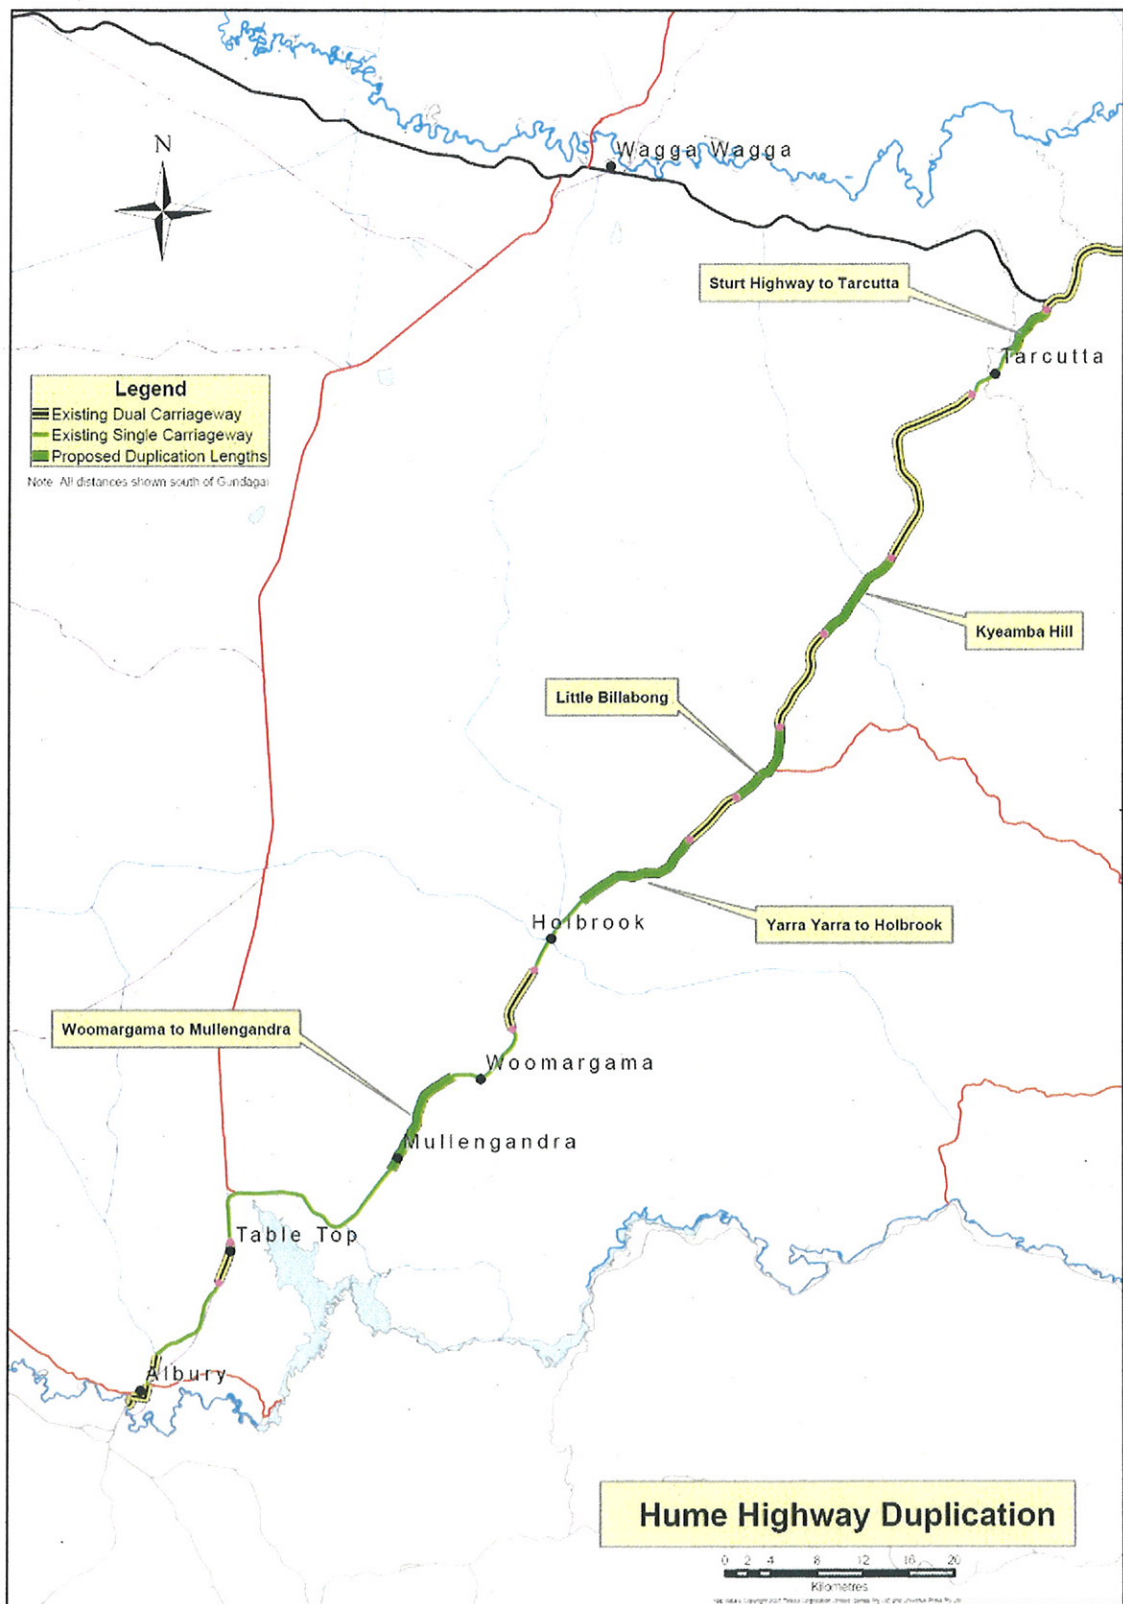 N
Wagga Wagga
Sturt Highway to Tarcutta
Tarcutta
Legend
Existing Dual Carriageway
Existing Single Carriageway
Proposed Duplication Lengths
Note: All distances shown south of Gundagai
Kyeamba Hill
Little Billabong
Holbrook
Yarra Yarra to Holbrook
Woomargama to Mullengandra
Woomargama
Mullengandra
Table Top
Albury
Hume Highway Duplication
0 2 4 8 12 16 20
Kilometres